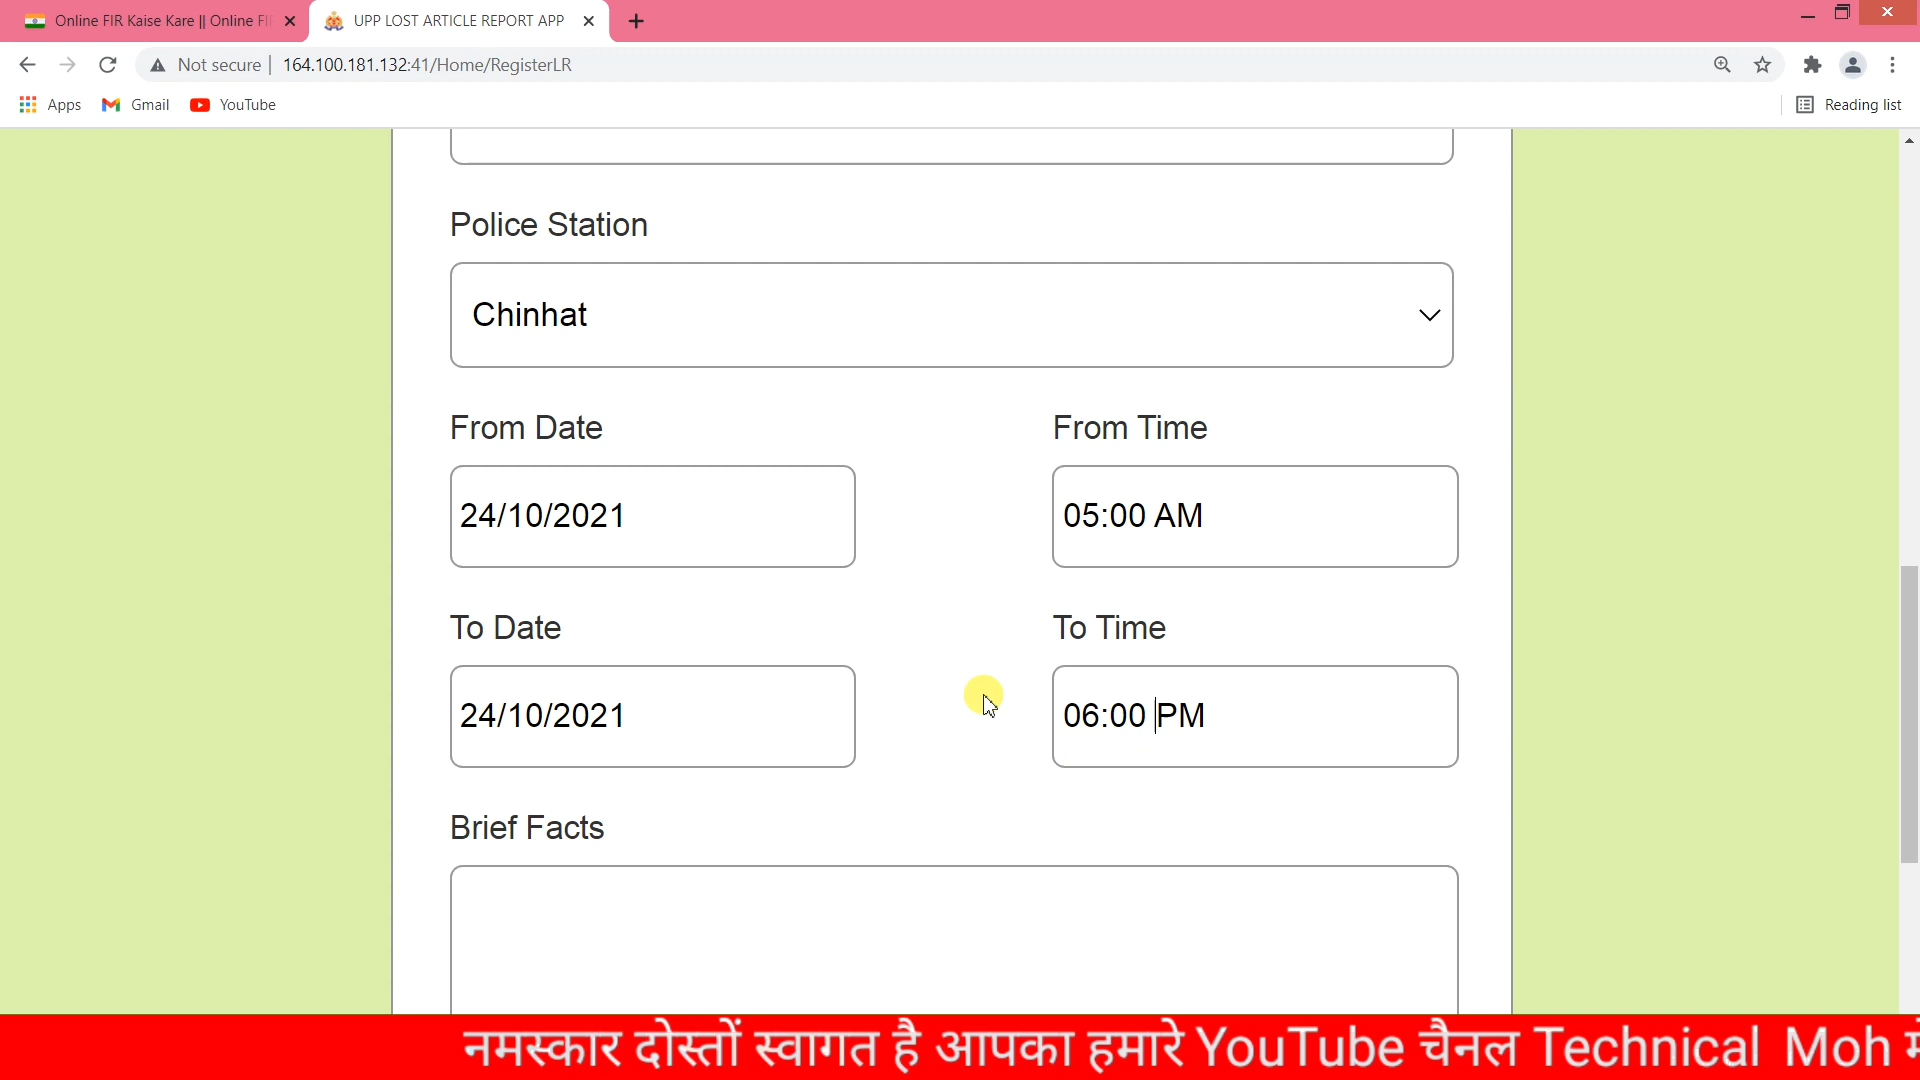 Online FIR Kaise Kare || Online FI
UPP LOST ARTICLE REPORT APP
Not secure
164.100.181.132:41/Home/RegisterLR
Apps
Gmail
YouTube
Reading list
Police Station
Chinhat
From Date
From Time
24/10/2021
05:00 AM
To Date
To Time
24/10/2021
06:00 PM
Brief Facts
नमस्कार दोस्तों स्वागत है आपका हमारे YouTube चैनल Technical Moh